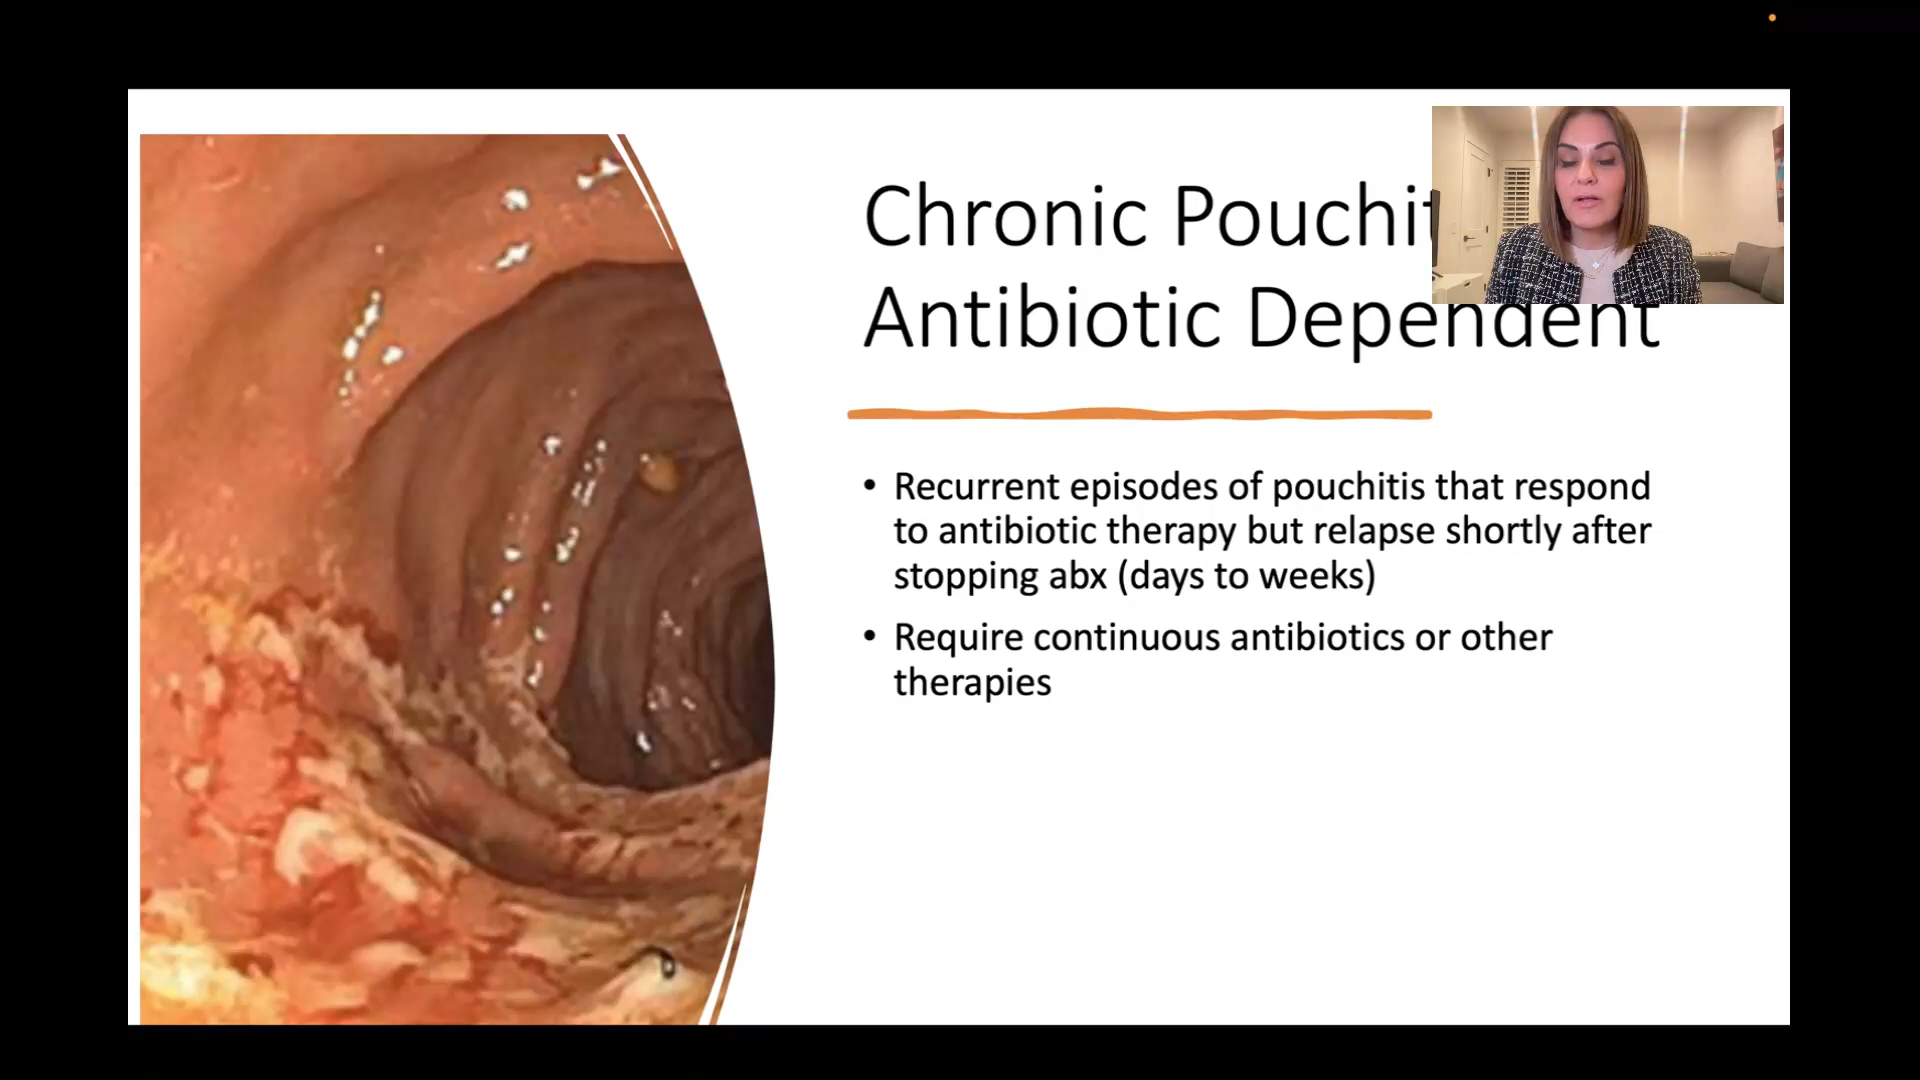 Chronic Pouchit
Antibiotic Dependent
• Recurrent episodes of pouchitis that respond
to antibiotic therapy but relapse shortly after
stopping abx (days to weeks)
• Require continuous antibiotics or other
therapies